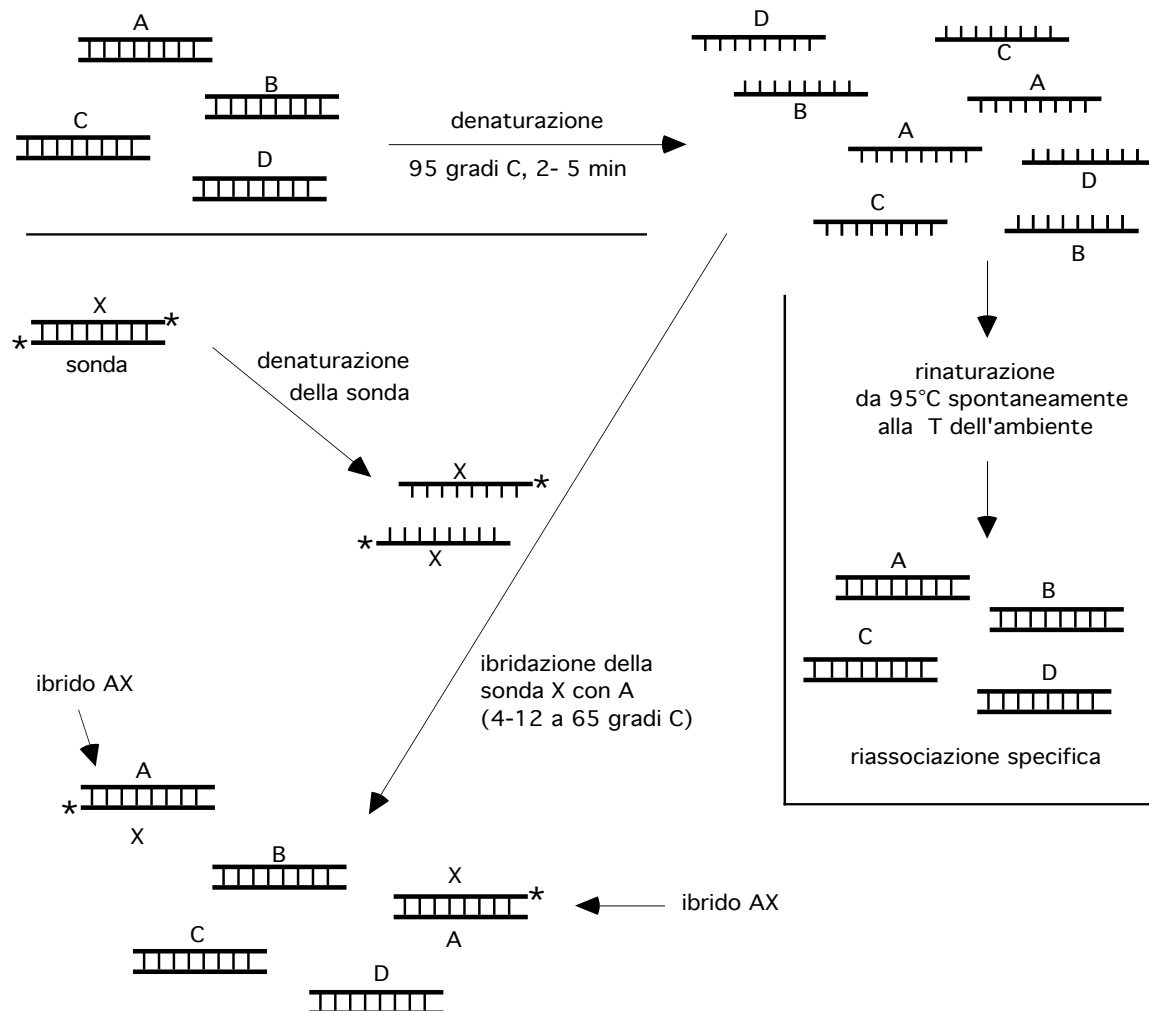 A
B
C
D
denaturazione
95 gradi C, 2- 5 min
D
C
B
A
A
D
C
B
X
*
*
sonda
denaturazione
della sonda
X
*
*
X
rinaturazione
da 95°C spontaneamente
alla T dell'ambiente
A
B
C
D
riassociazione specifica
ibridazione della
sonda X con A
(4-12 a 65 gradi C)
ibrido AX
A
*
X
B
X
*
A
ibrido AX
C
D